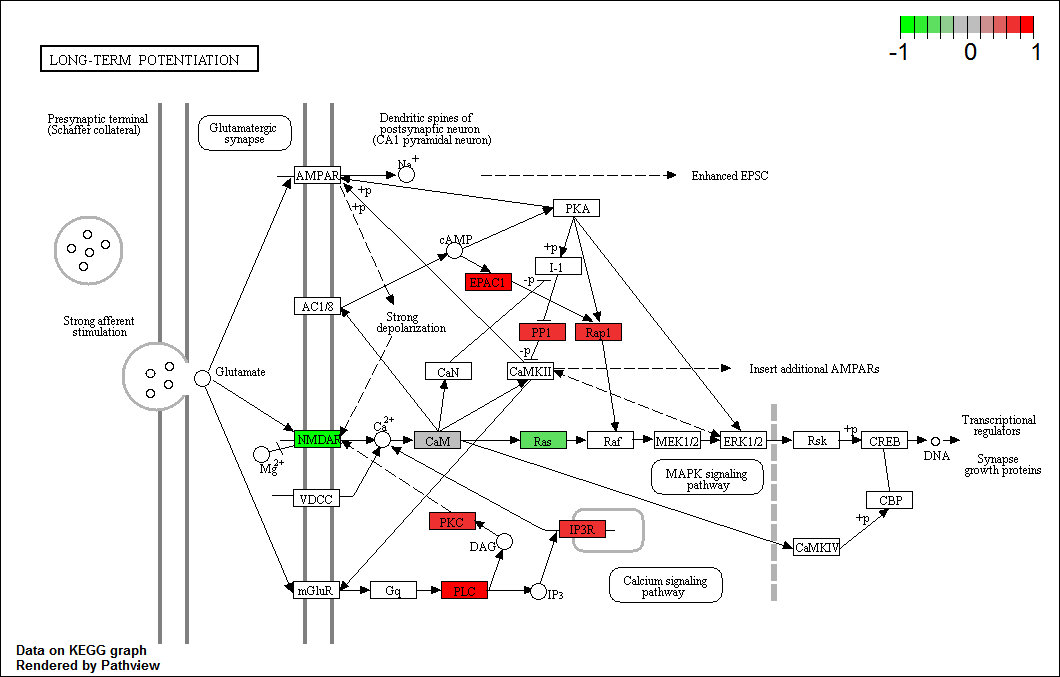 -1 0 1
LONG-TERM POTENTIATION
Presynaptic terminal
(Schaffer collateral)
Glutamatergic
synapse
Dendritic spines of
postsynaptic neuron
(CA1 pyramidal neuron)
Na+
AMPAR
+p
+p
Enhanced EPSC
PKA
cAMP
+p
I-1
EPAC1
-p
AC1/8
Strong
depolarization
Strong afferent
stimulation
PP1
Rap1
-p
Glutamate
CaN
CaMKII
Insert additional AMPARs
Ca2+
NMDAR
CaM
Ras
Raf
MEK1/2
ERK1/2
Rsk
+p
CREB
DNA
Transcriptional
regulators
Synapse
growth proteins
Mg2+
MAPK signaling
pathway
VDCC
CBP
+p
PKC
IP3R
DAG
CaMKIV
mGluR
Gq
PLC
IP3
Calcium signaling
pathway
Data on KEGG graph
Rendered by Pathview